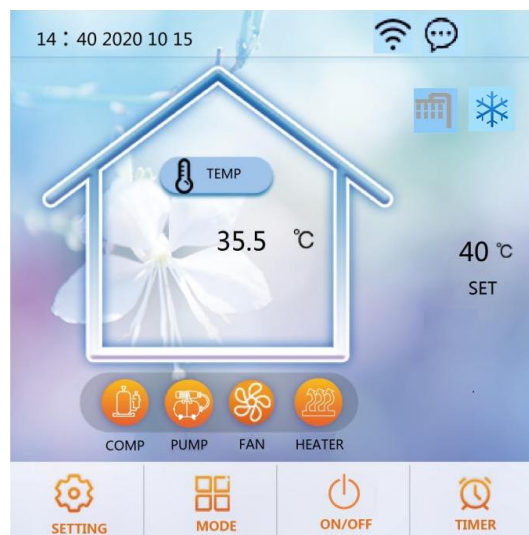 14：40 2020 10 15
TEMP
35.5 ℃
40 ℃
SET
COMP PUMP FAN HEATER
SETTING MODE ON/OFF TIMER